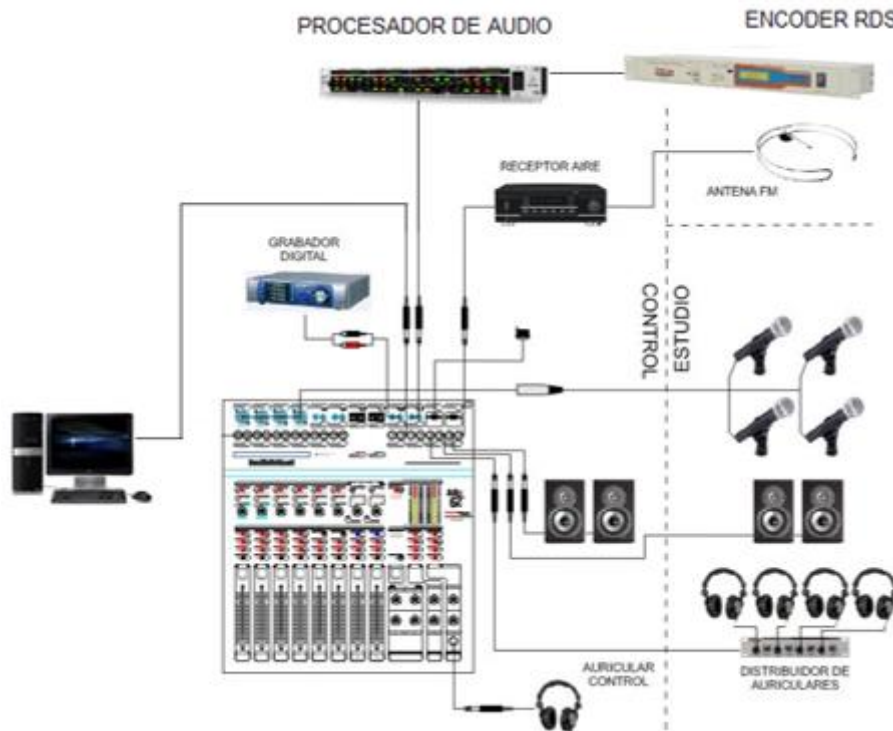 PROCESADOR DE AUDIO
ENCODER RDS
RECEPTOR AIRE
ANTENA FM
GRABADOR
DIGITAL
CONTROL
ESTUDIO
AURICULAR
CONTROL
DISTRIBUIDOR DE
AURICULARES